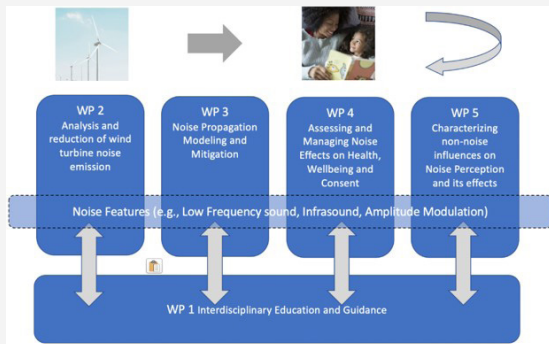 WP 2
Analysis and
reduction of wind
turbine noise
emission
WP 3
Noise Propagation
Modeling and
Mitigation
WP 4
Assessing and
Managing Noise
Effects on Health,
Wellbeing and
Consent
WP 5
Characterizing
non-noise
influences on
Noise Perception
and its effects
Noise Features (e.g., Low Frequency sound, Infrasound, Amplitude Modulation)
WP 1 Interdisciplinary Education and Guidance